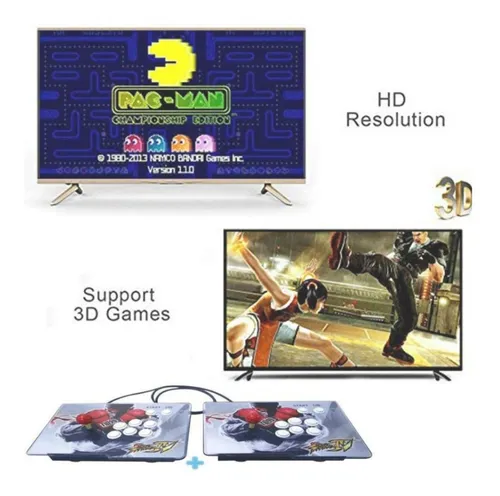 PAC-MAN
CHAMPIONSHIP EDITION
© 1980-2013 NAMCO BANDAI Games Inc.
Version 1.1.0
HD
Resolution
3D
Support
3D Games